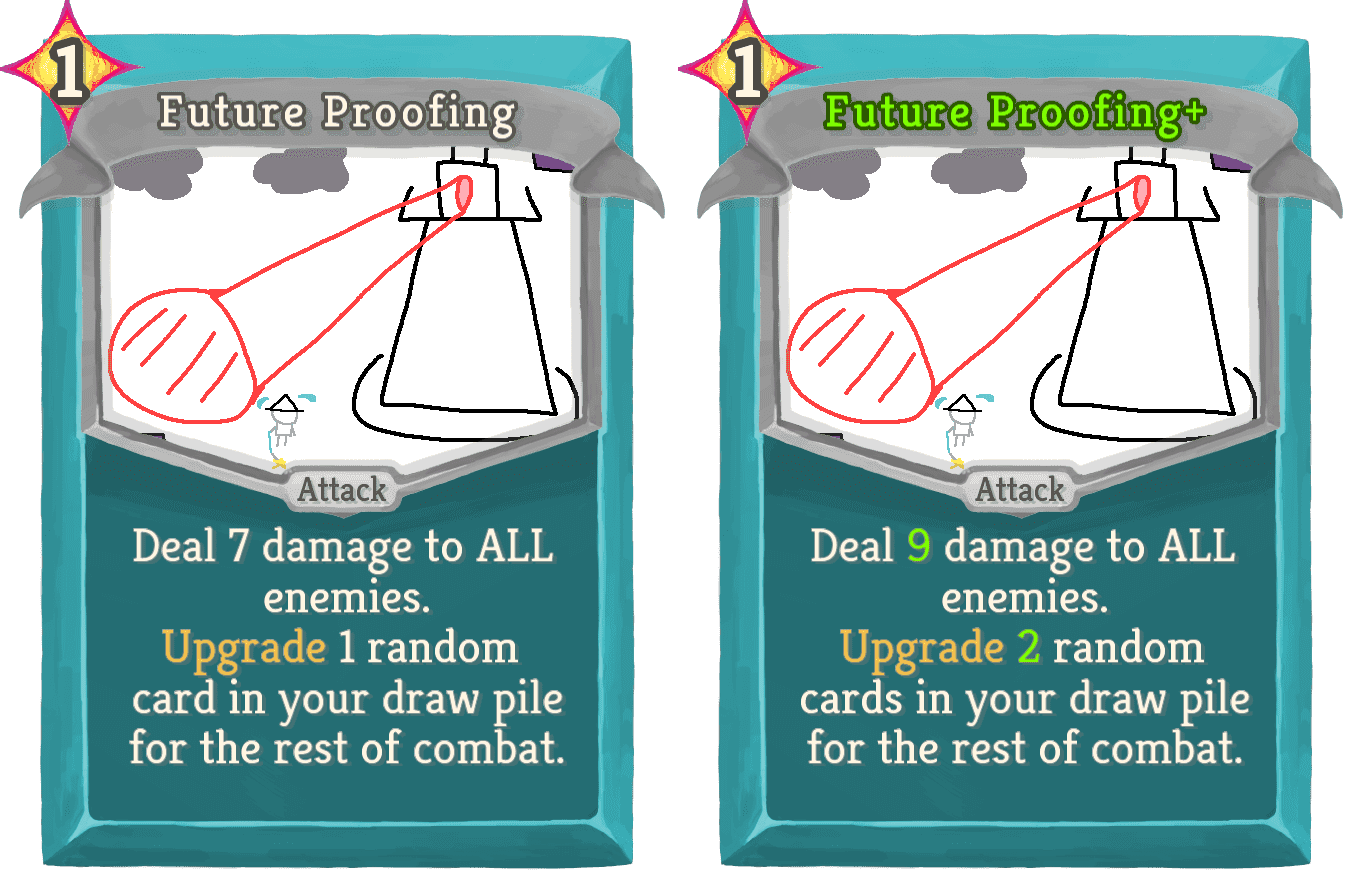 1
Future Proofing
Attack
Deal 7 damage to ALL
enemies.
Upgrade 1 random
card in your draw pile
for the rest of combat.
1
Future Proofing+
Attack
Deal 9 damage to ALL
enemies.
Upgrade 2 random
cards in your draw pile
for the rest of combat.